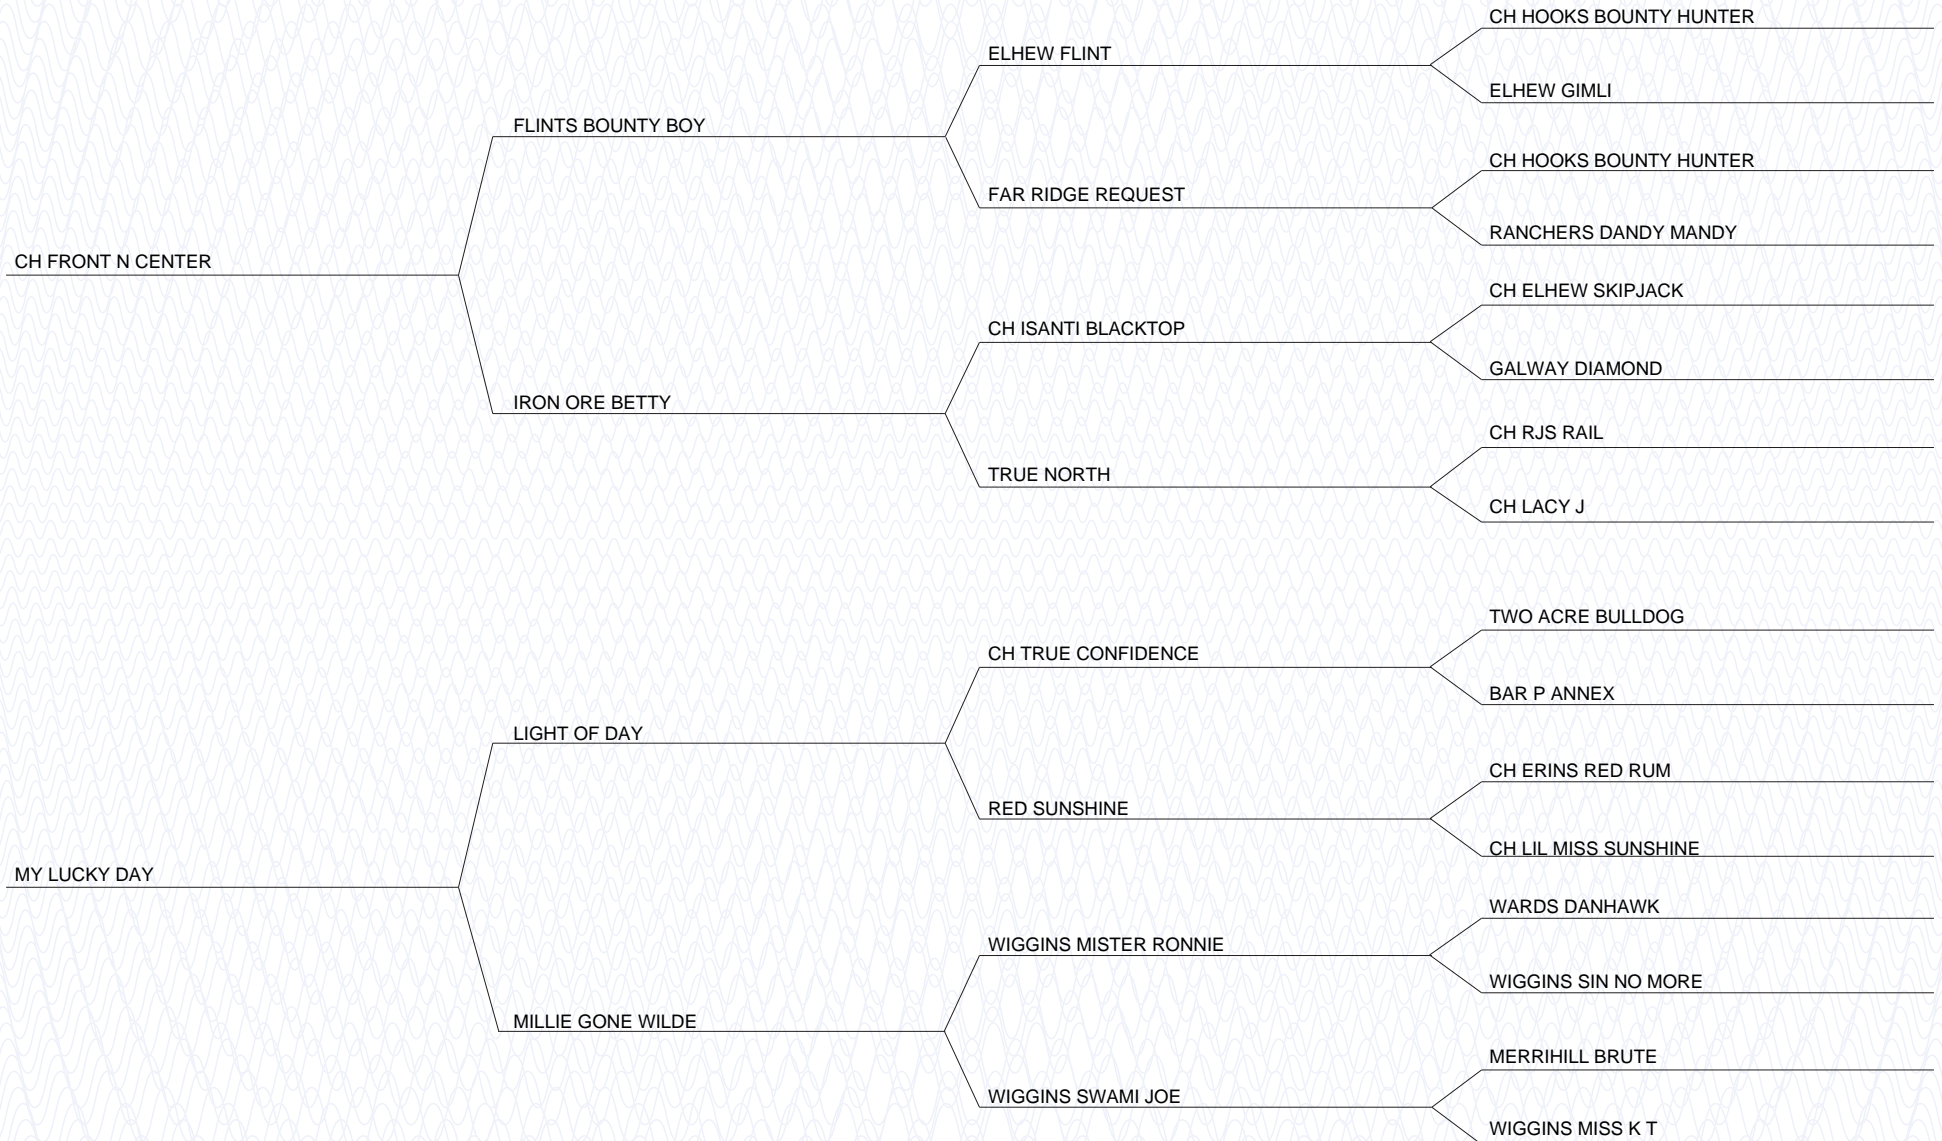 CH HOOKS BOUNTY HUNTER
ELHEW FLINT
ELHEW GIMLI
FLINTS BOUNTY BOY
CH HOOKS BOUNTY HUNTER
FAR RIDGE REQUEST
RANCHERS DANDY MANDY
CH FRONT N CENTER
CH ELHEW SKIPJACK
CH ISANTI BLACKTOP
GALWAY DIAMOND
IRON ORE BETTY
CH RJS RAIL
TRUE NORTH
CH LACY J
TWO ACRE BULLDOG
CH TRUE CONFIDENCE
BAR P ANNEX
LIGHT OF DAY
CH ERINS RED RUM
RED SUNSHINE
CH LIL MISS SUNSHINE
MY LUCKY DAY
WARDS DANHAWK
WIGGINS MISTER RONNIE
WIGGINS SIN NO MORE
MILLIE GONE WILDE
MERRIHILL BRUTE
WIGGINS SWAMI JOE
WIGGINS MISS K T